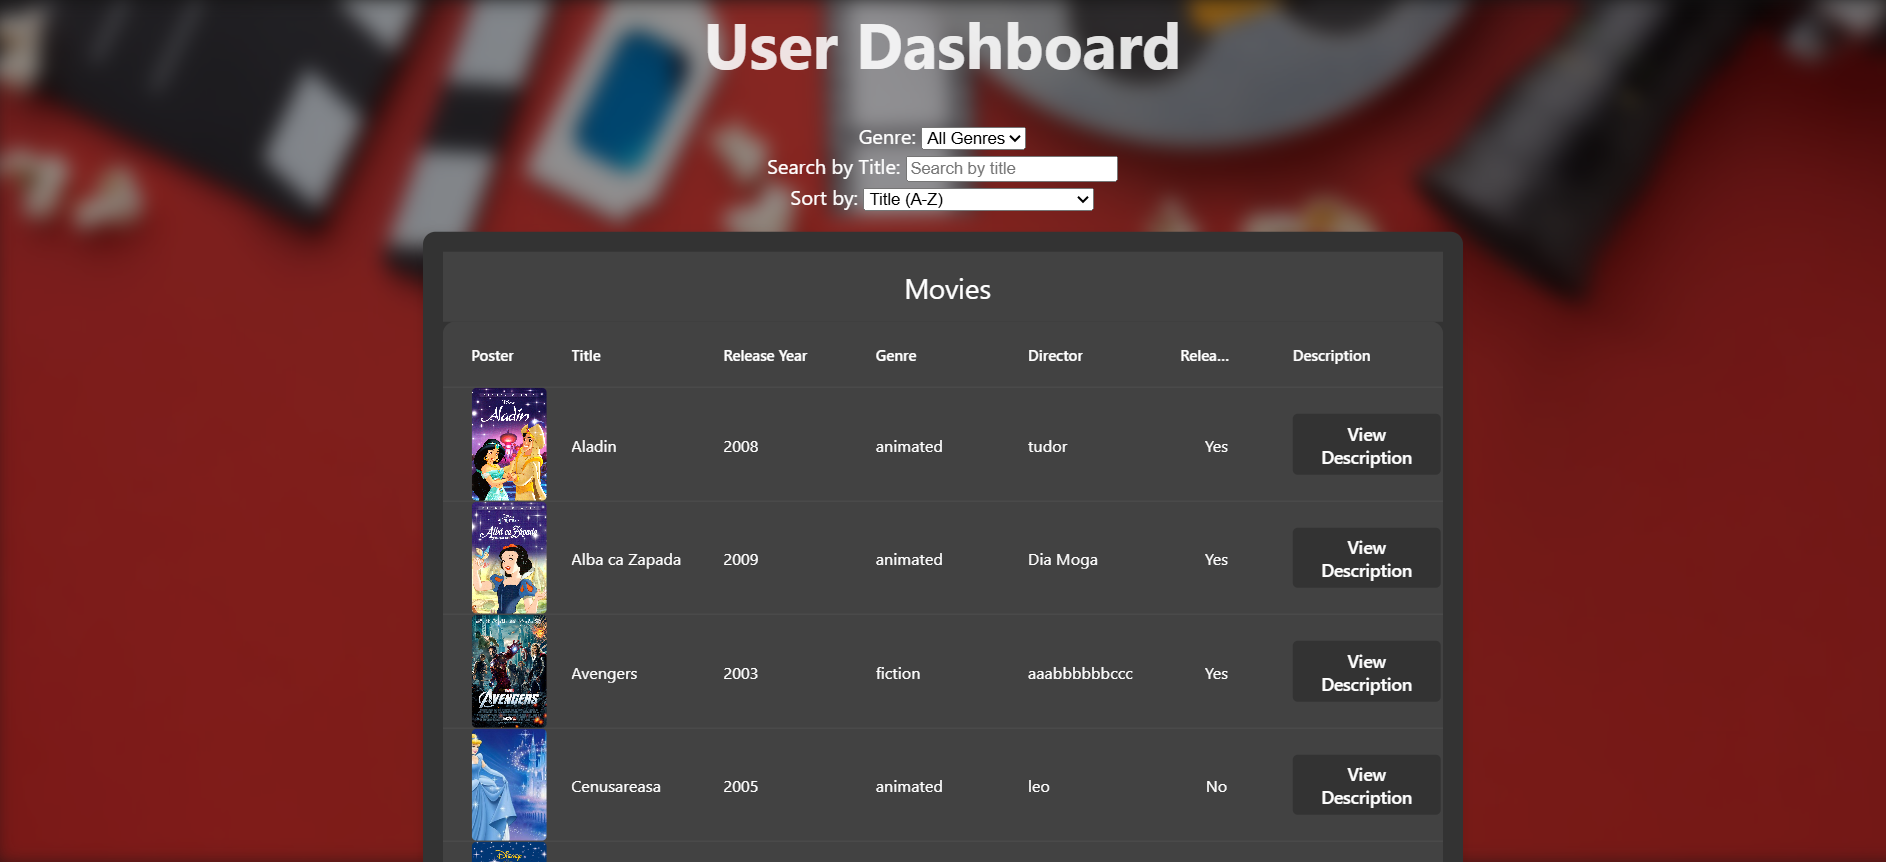 User Dashboard
Genre: All Genres
Search by Title: Search by title
Sort by: Title (A-Z)
Movies
Poster Title Release Year Genre Director Relea... Description
Aladin
Aladin 2008 animated tudor Yes View Description
Alba ca Zapada
Alba ca Zapada 2009 animated Dia Moga Yes View Description
AVENGERS
Avengers 2003 fiction aaabbbbbbccc Yes View Description
Cenusareasa 2005 animated leo No View Description
Disney